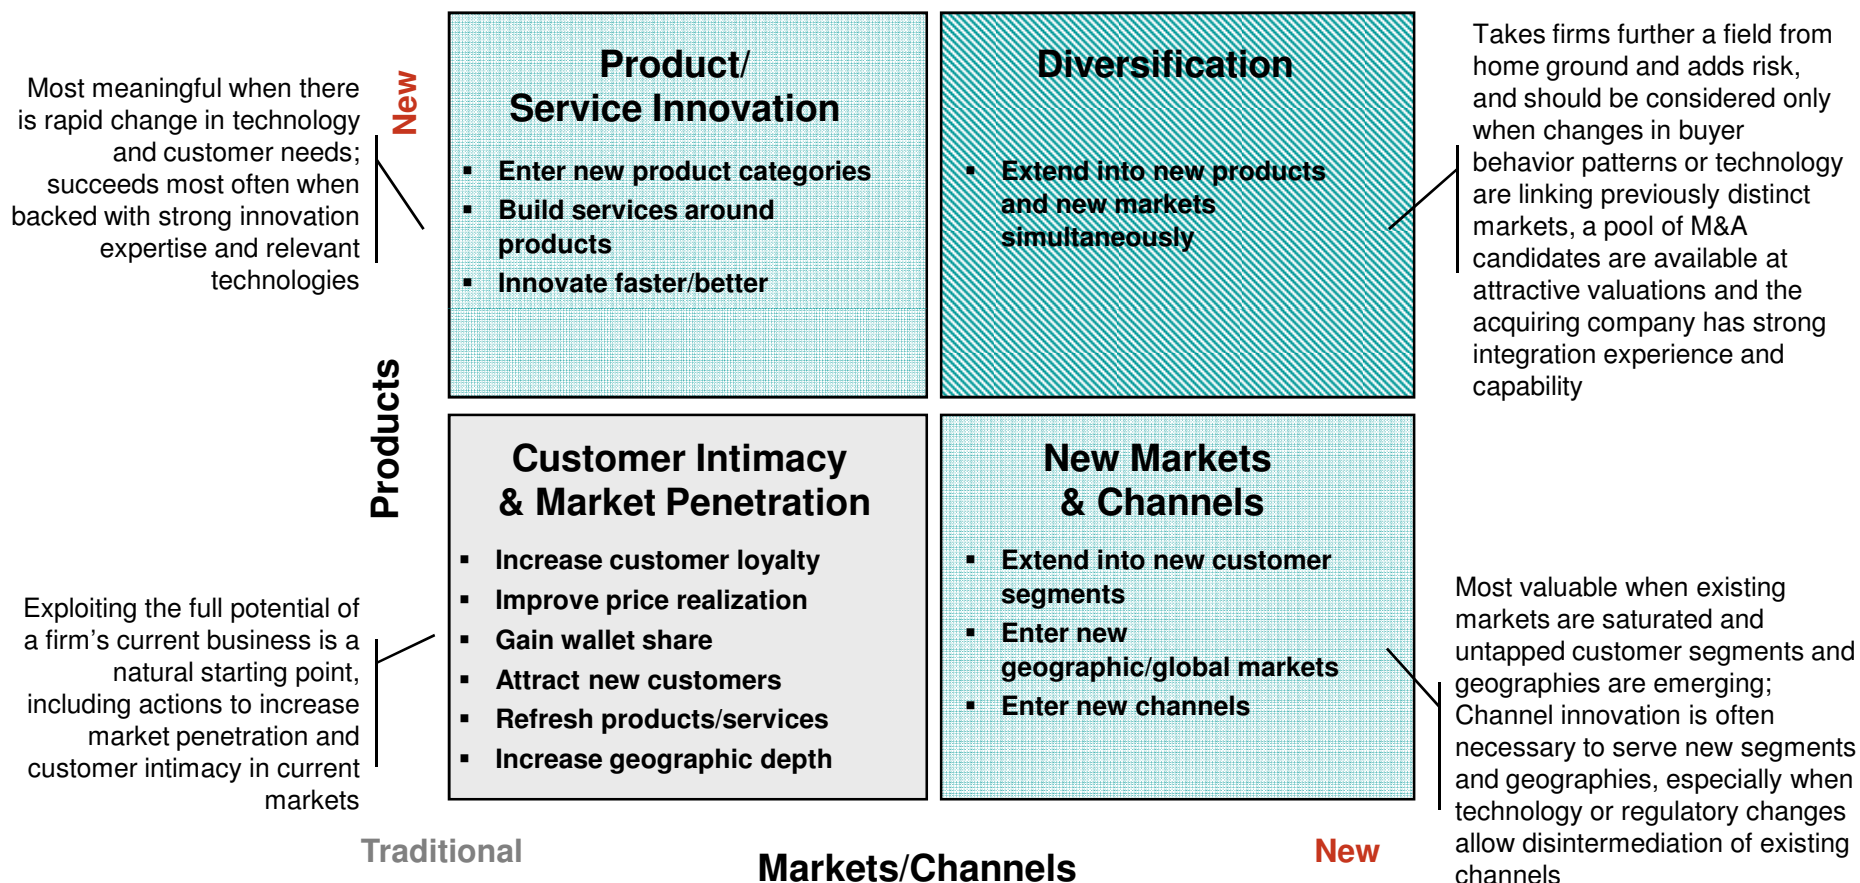 Most meaningful when there
is rapid change in technology
and customer needs;
succeeds most often when
backed with strong innovation
expertise and relevant
technologies
New
Product/
Service Innovation
▪ Enter new product categories
▪ Build services around
products
▪ Innovate faster/better
Diversification
▪ Extend into new products
and new markets
simultaneously
Takes firms further a field from
home ground and adds risk,
and should be considered only
when changes in buyer
behavior patterns or technology
are linking previously distinct
markets, a pool of M&A
candidates are available at
attractive valuations and the
acquiring company has strong
integration experience and
capability
Products
Exploiting the full potential of
a firm's current business is a
natural starting point,
including actions to increase
market penetration and
customer intimacy in current
markets
Customer Intimacy
& Market Penetration
▪ Increase customer loyalty
▪ Improve price realization
▪ Gain wallet share
▪ Attract new customers
▪ Refresh products/services
▪ Increase geographic depth
New Markets
& Channels
▪ Extend into new customer
segments
▪ Enter new
geographic/global markets
▪ Enter new channels
Most valuable when existing
markets are saturated and
untapped customer segments and
geographies are emerging;
Channel innovation is often
necessary to serve new segments
and geographies, especially when
technology or regulatory changes
allow disintermediation of existing
channels
Traditional
Markets/Channels
New